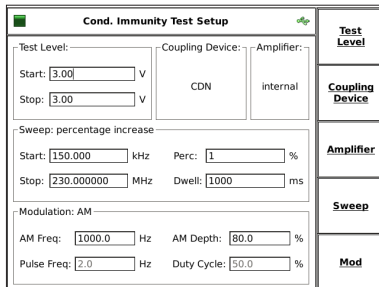 Cond. Immunity Test Setup
Test Level:
Start: 3.00 V
Stop: 3.00 V
Coupling Device:
CDN
Amplifier:
internal
Sweep: percentage increase
Start: 150.000 kHz Perc: 1 %
Stop: 230.000000 MHz Dwell: 1000 ms
Modulation: AM
AM Freq: 1000.0 Hz AM Depth: 80.0 %
Pulse Freq: 2.0 Hz Duty Cycle: 50.0 %
Test
Level
Coupling
Device
Amplifier
Sweep
Mod